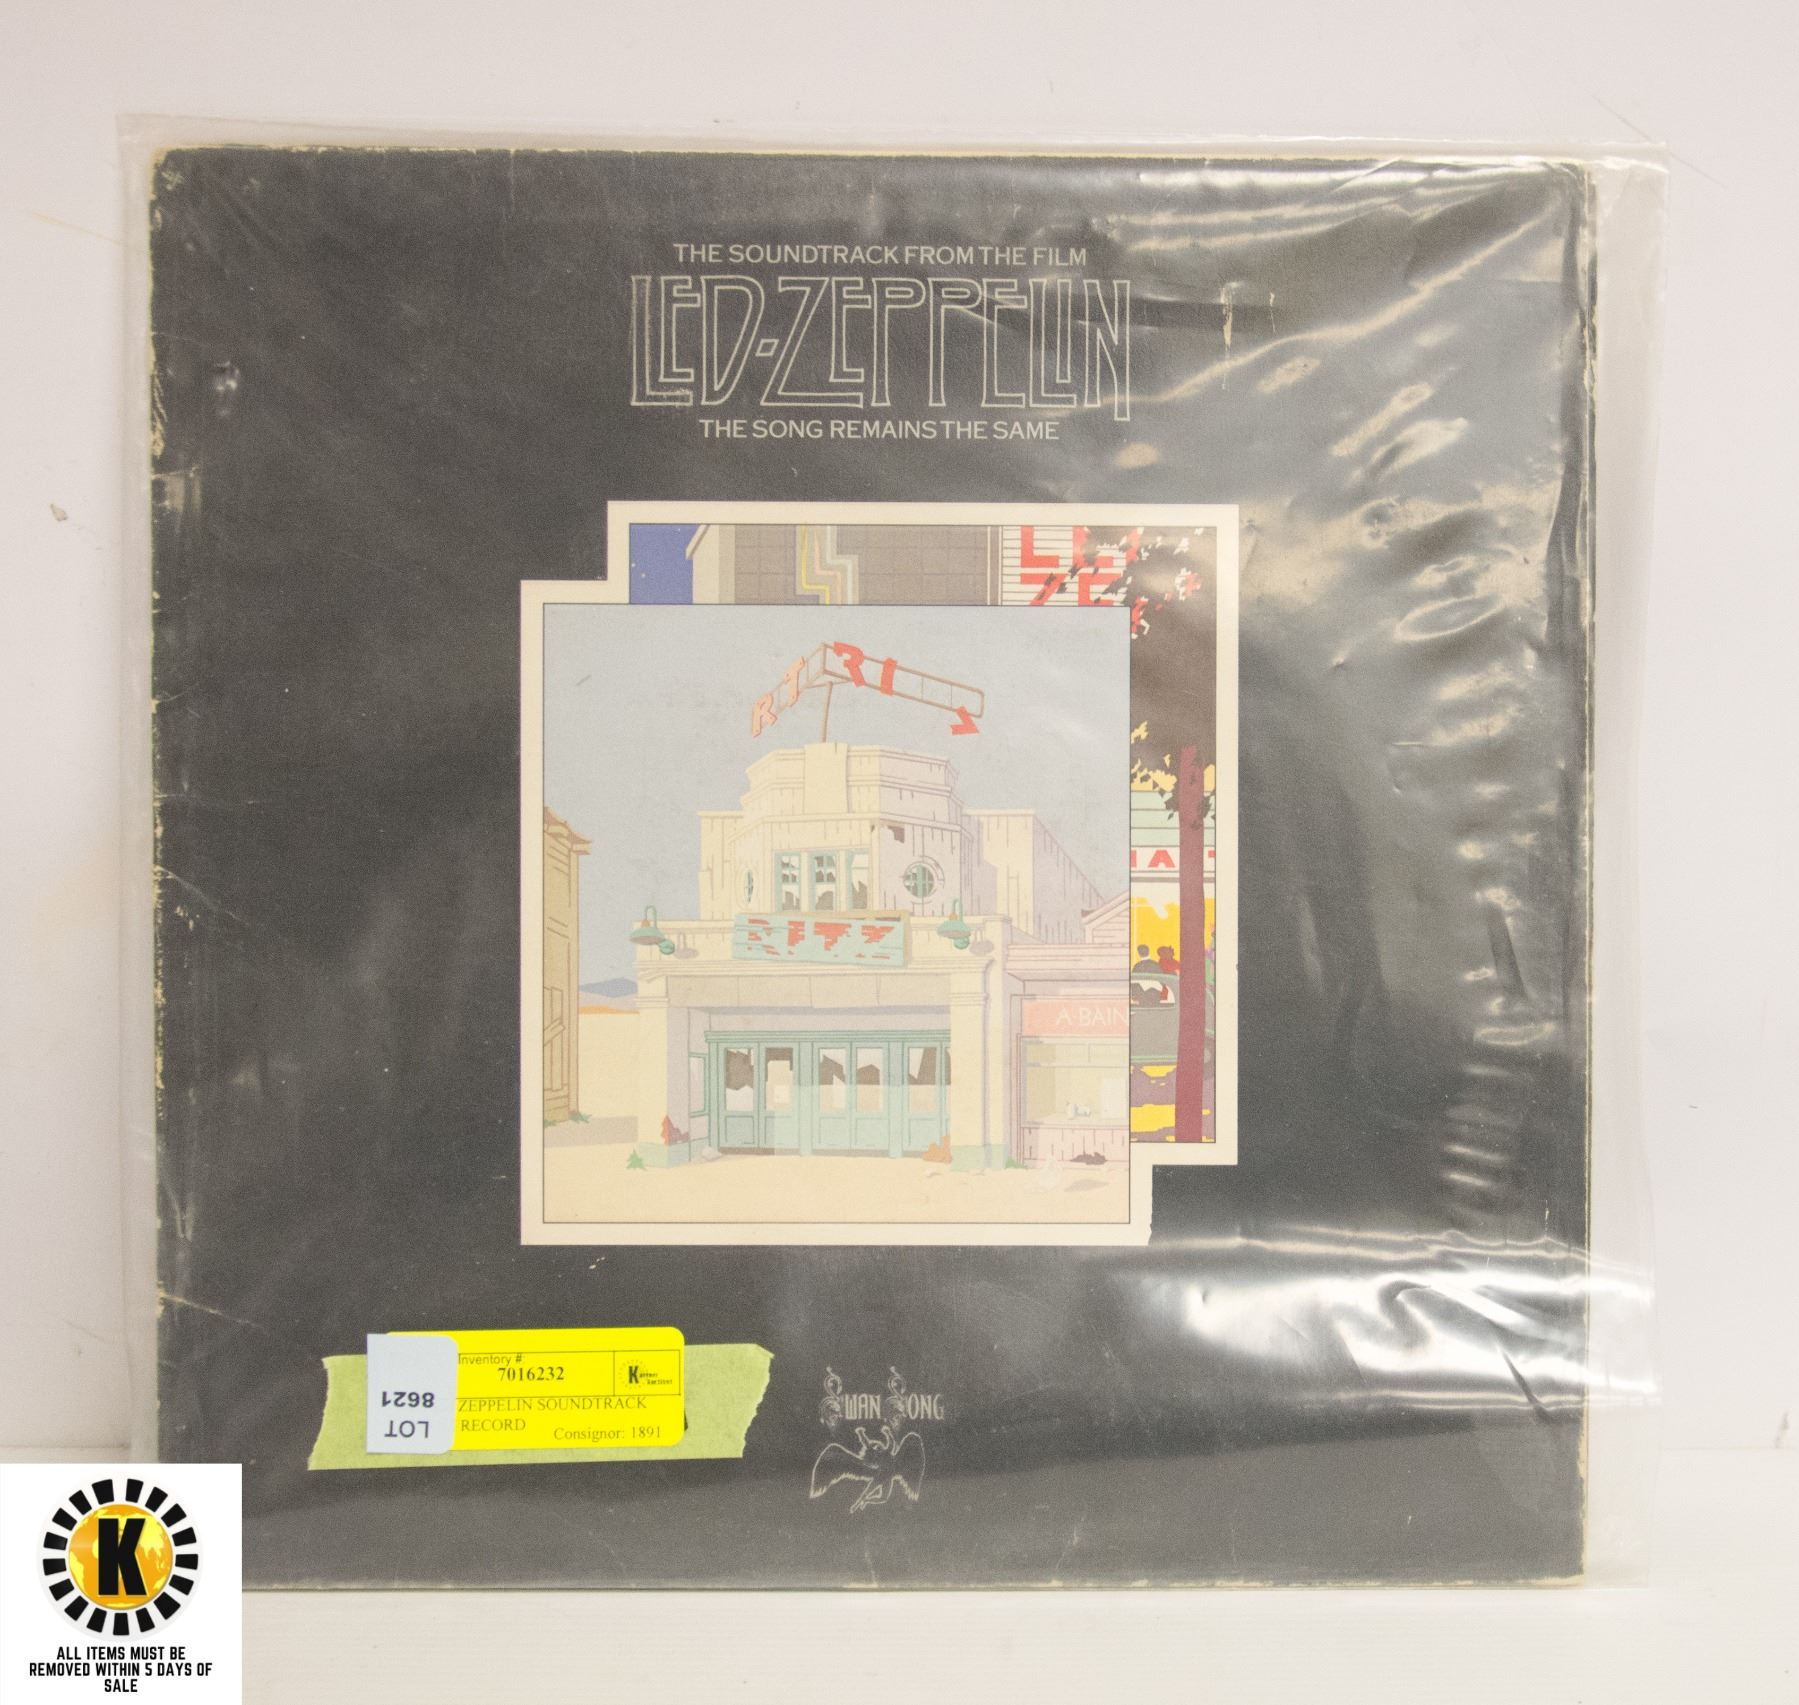 THE SOUNDTRACK FROM THE FILM
LED-ZEPPELIN
THE SONG REMAINS THE SAME
RITZ
A-BAIN
Inventory #:
7016232
ZEPPELIN SOUNDTRACK
RECORD
Consignor: 1891
LOT
8621
SWAN SONG
K
ALL ITEMS MUST BE
REMOVED WITHIN 5 DAYS OF
SALE